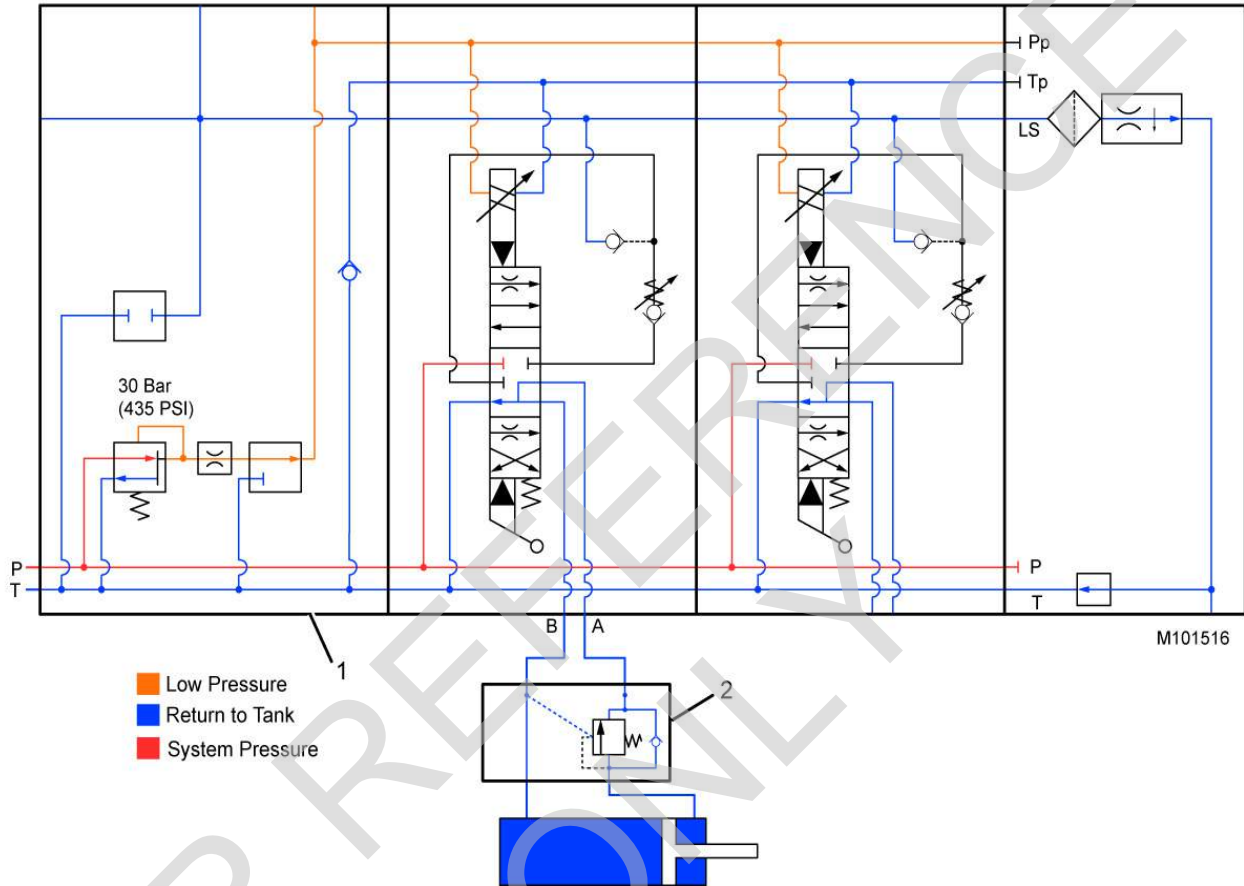 Pp
Tp
LS
30 Bar
(435 PSI)
P
T
P
T
B
A
M101516
1
Low Pressure
Return to Tank
System Pressure
2
REFERENCE
ONLY